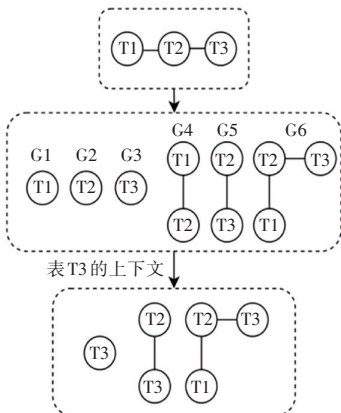 T1 T2 T3
G4 G5 G6
G1 G2 G3 T1 T2 T2 T3
T1 T2 T3
T2 T3 T1
表T3的上下文
T2 T2 T3
T3
T3 T1